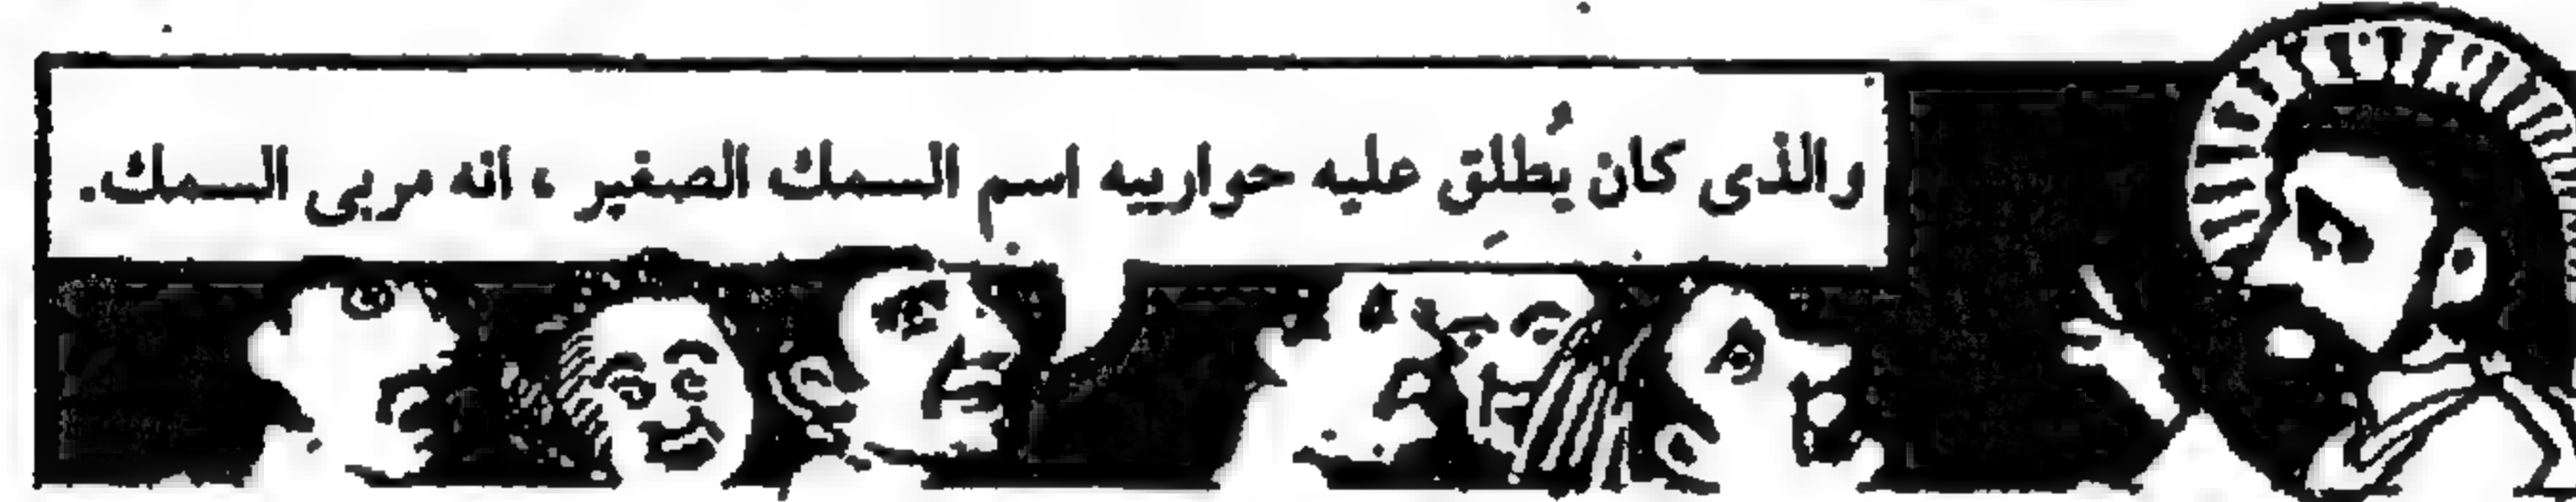 والذى كان يُطلِق عليه حوارييه اسم السمك الصغير ، انه مربى السمك.